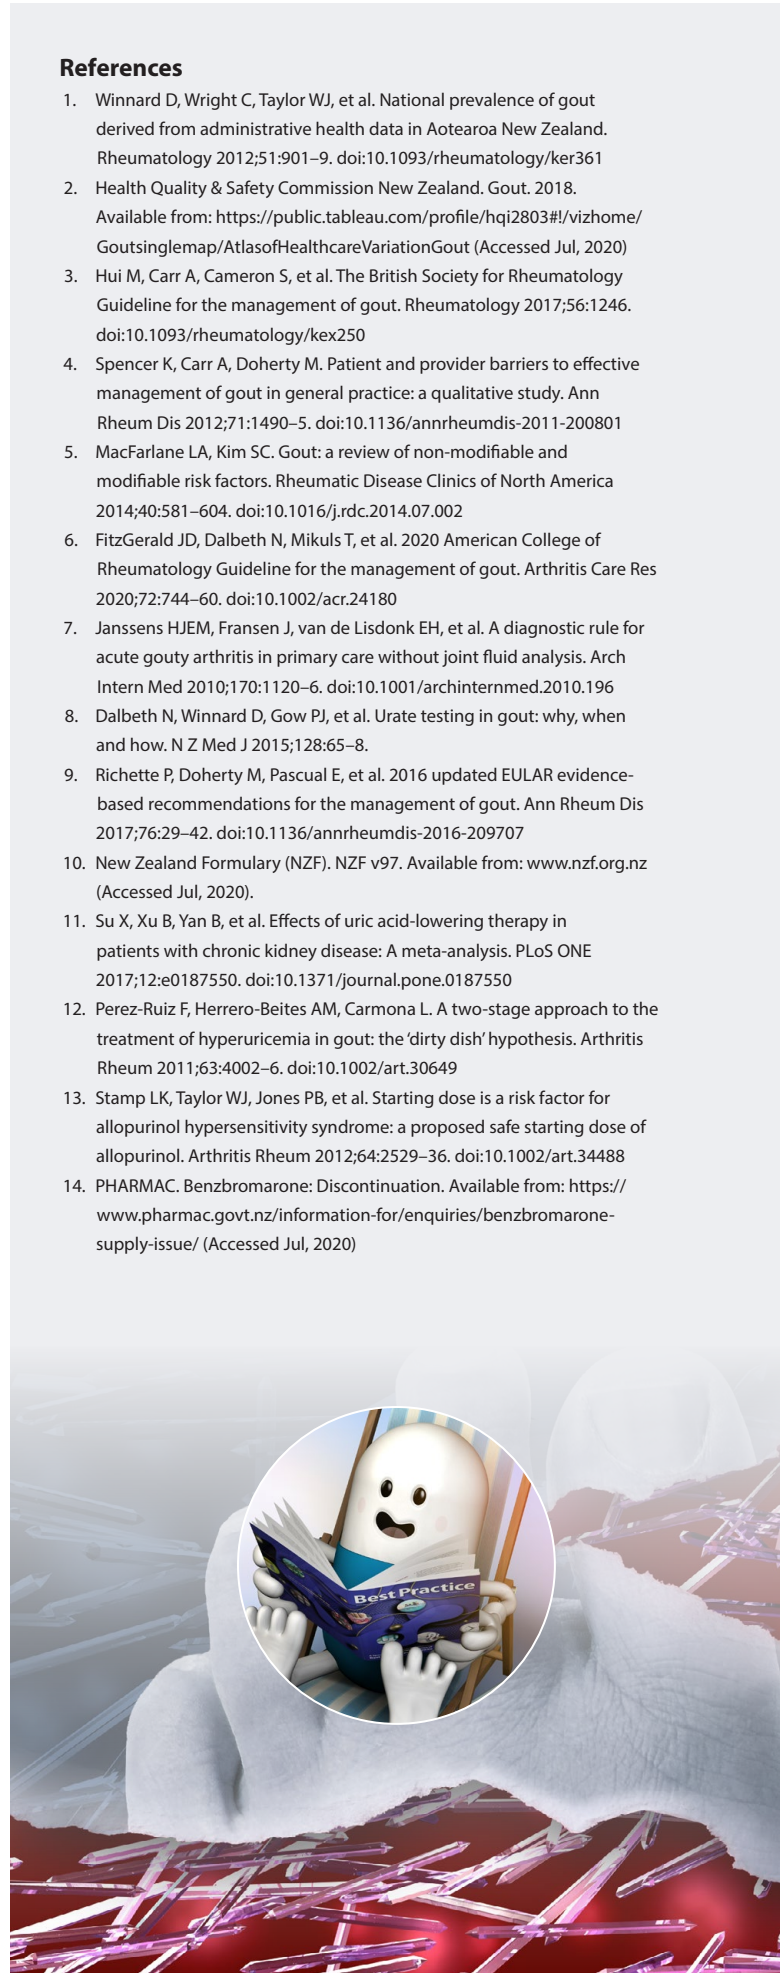 References
1. Winnard D, Wright C, Taylor WJ, et al. National prevalence of gout
derived from administrative health data in Aotearoa New Zealand.
Rheumatology 2012;51:901–9. doi:10.1093/rheumatology/ker361
2. Health Quality & Safety Commission New Zealand. Gout. 2018.
Available from: https://public.tableau.com/profile/hqi2803#!/vizhome/
Goutsinglemap/AtlasofHealthcareVariationGout (Accessed Jul, 2020)
3. Hui M, Carr A, Cameron S, et al. The British Society for Rheumatology
Guideline for the management of gout. Rheumatology 2017;56:1246.
doi:10.1093/rheumatology/kex250
4. Spencer K, Carr A, Doherty M. Patient and provider barriers to effective
management of gout in general practice: a qualitative study. Ann
Rheum Dis 2012;71:1490–5. doi:10.1136/annrheumdis-2011-200801
5. MacFarlane LA, Kim SC. Gout: a review of non-modifiable and
modifiable risk factors. Rheumatic Disease Clinics of North America
2014;40:581–604. doi:10.1016/j.rdc.2014.07.002
6. FitzGerald JD, Dalbeth N, Mikuls T, et al. 2020 American College of
Rheumatology Guideline for the management of gout. Arthritis Care Res
2020;72:744–60. doi:10.1002/acr.24180
7. Janssens HJEM, Fransen J, van de Lisdonk EH, et al. A diagnostic rule for
acute gouty arthritis in primary care without joint fluid analysis. Arch
Intern Med 2010;170:1120–6. doi:10.1001/archinternmed.2010.196
8. Dalbeth N, Winnard D, Gow PJ, et al. Urate testing in gout: why, when
and how. N Z Med J 2015;128:65–8.
9. Richette P, Doherty M, Pascual E, et al. 2016 updated EULAR evidence-
based recommendations for the management of gout. Ann Rheum Dis
2017;76:29–42. doi:10.1136/annrheumdis-2016-209707
10. New Zealand Formulary (NZF). NZF v97. Available from: www.nzf.org.nz
(Accessed Jul, 2020).
11. Su X, Xu B, Yan B, et al. Effects of uric acid-lowering therapy in
patients with chronic kidney disease: A meta-analysis. PLoS ONE
2017;12:e0187550. doi:10.1371/journal.pone.0187550
12. Perez-Ruiz F, Herrero-Beites AM, Carmona L. A two-stage approach to the
treatment of hyperuricemia in gout: the ‘dirty dish’ hypothesis. Arthritis
Rheum 2011;63:4002–6. doi:10.1002/art.30649
13. Stamp LK, Taylor WJ, Jones PB, et al. Starting dose is a risk factor for
allopurinol hypersensitivity syndrome: a proposed safe starting dose of
allopurinol. Arthritis Rheum 2012;64:2529–36. doi:10.1002/art.34488
14. PHARMAC. Benzbromarone: Discontinuation. Available from: https://
www.pharmac.govt.nz/information-for/enquiries/benzbromarone-
supply-issue/ (Accessed Jul, 2020)
Best Practice